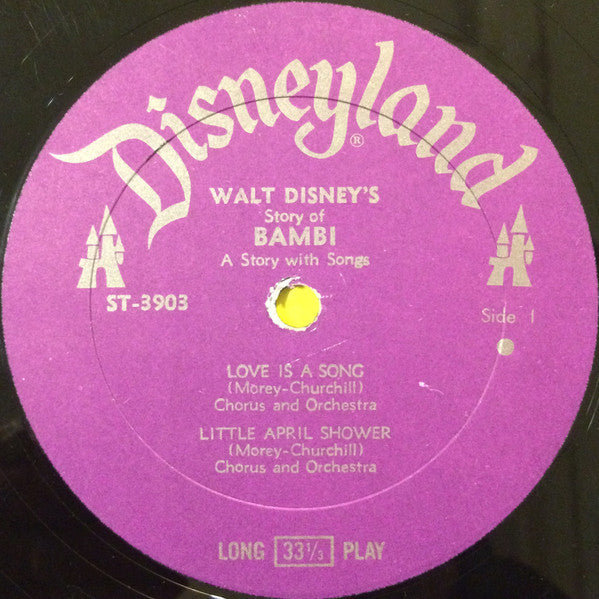 Disneyland®
WALT DISNEY'S
Story of
BAMBI
A Story with Songs
ST-3903
Side 1
LOVE IS A SONG
(Morey-Churchill)
Chorus and Orchestra
LITTLE APRIL SHOWER
(Morey-Churchill)
Chorus and Orchestra
LONG 33⅓ PLAY